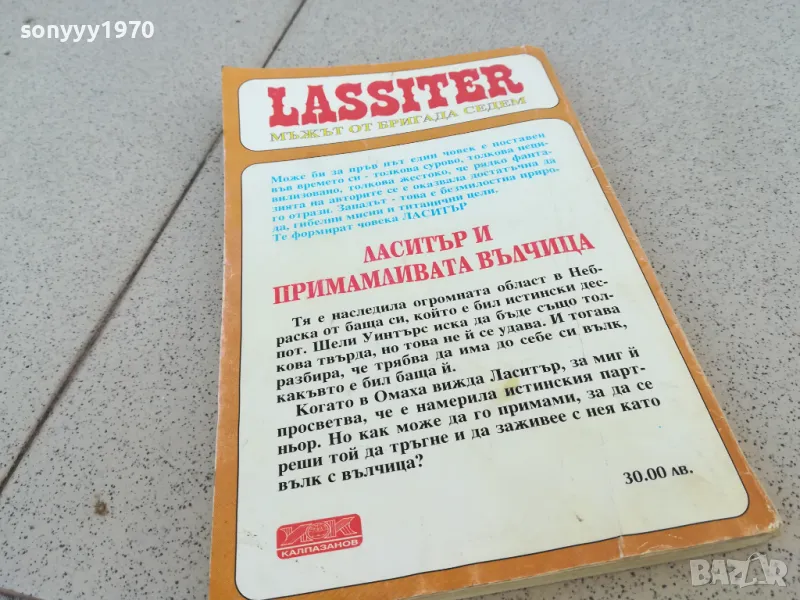 sonyyy1970
LASSITER
МЪЖЪТ ОТ БРИГАДА СЕДЕМ
Може би за пръв път един човек е поставен
във времето си - толкова сурово, толкова неци-
вилизовано, толкова жестоко, че рядко фанта-
зията на авторите се е оказвала достатъчна да
го отрази. Западът - това е безмилостна приро-
да, гибелни мисии и титанични цели.
Те формират човека ЛАСИТЪР
ЛАСИТЪР И
ПРИМАМЛИВАТА ВЪЛЧИЦА
Тя е наследила огромната област в Неб-
раска от баща си, който е бил истински дес-
пот. Шели Уинтърс иска да бъде също тол-
кова твърда, но това не й се удава. И тогава
разбира, че трябва да има до себе си вълк,
какъвто е бил баща й.
Когато в Омаха вижда Ласитър, за миг й
просветва, че е намерила истинския парт-
ньор. Но как може да го примами, за да се
реши той да тръгне и да заживее с нея като
вълк с вълчица?
30.00 лв.
КАЛПАЗАНОВ
BAZAR
bazar.bg